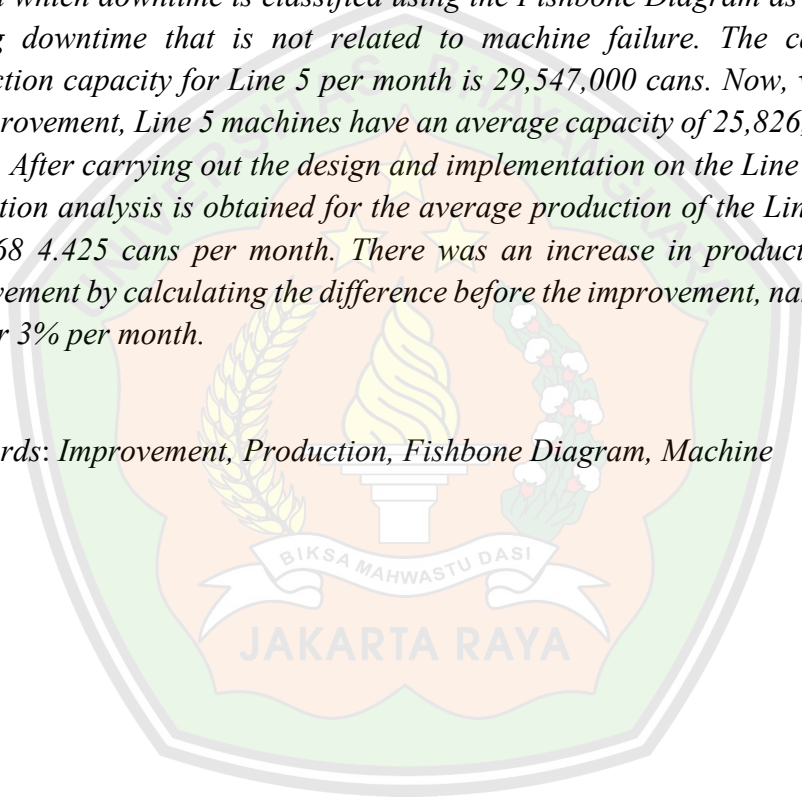 which downtime is classified using the Fishbone Diagram as
g downtime that is not related to machine failure. The ca
ction capacity for Line 5 per month is 29,547,000 cans. Now,
provement, Line 5 machines have an average capacity of 25,826,
. After carrying out the design and implementation on the Line
tion analysis is obtained for the average production of the Lin
68 4.425 cans per month. There was an increase in product
vement by calculating the difference before the improvement, na
r 3% per month.
rds: Improvement, Production, Fishbone Diagram, Machine
UNIVERSITAS BHAYANGKARA
BIKSA MAHWASTU DASI
JAKARTA RAYA